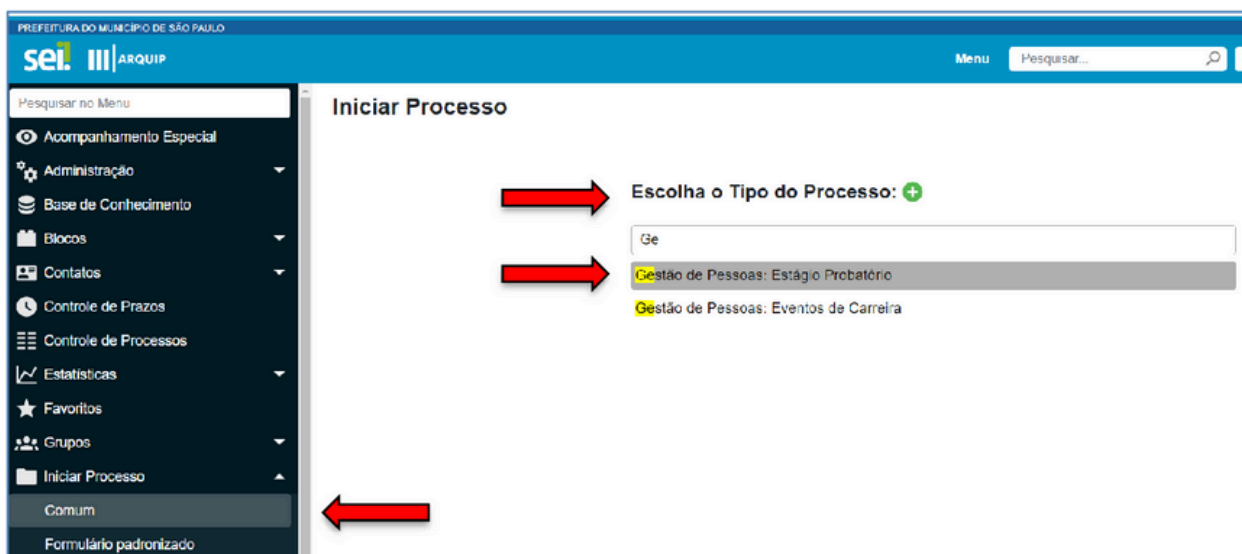 PREFEITURA DO MUNICÍPIO DE SÃO PAULO
sei! ARQUIP
Menu
Pesquisar...
Pesquisar no Menu
Acompanhamento Especial
Administração
Base de Conhecimento
Blocos
Contatos
Controle de Prazos
Controle de Processos
Estatísticas
Favoritos
Grupos
Iniciar Processo
Comum
Formulário padronizado
Iniciar Processo
Escolha o Tipo do Processo:
Ge
Gestão de Pessoas: Estágio Probatório
Gestão de Pessoas: Eventos de Carreira